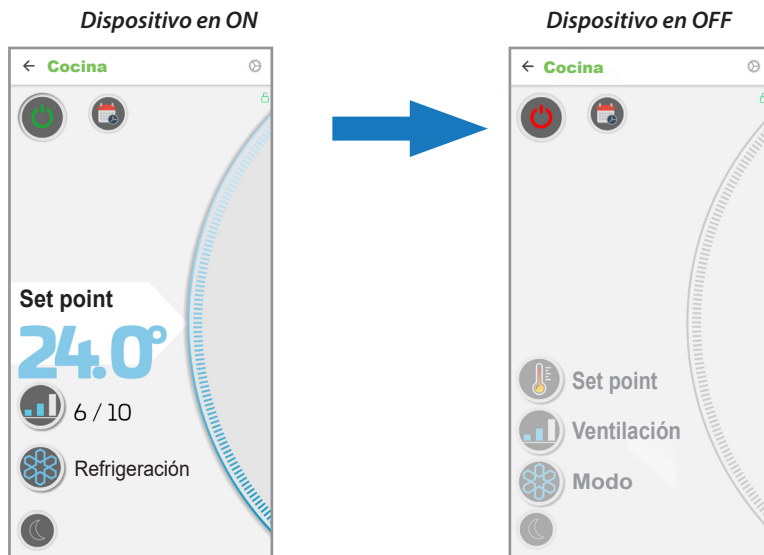 Dispositivo en ON
← Cocina
Set point
24.0°
6 / 10
Refrigeración
Dispositivo en OFF
← Cocina
Set point
Ventilación
Modo